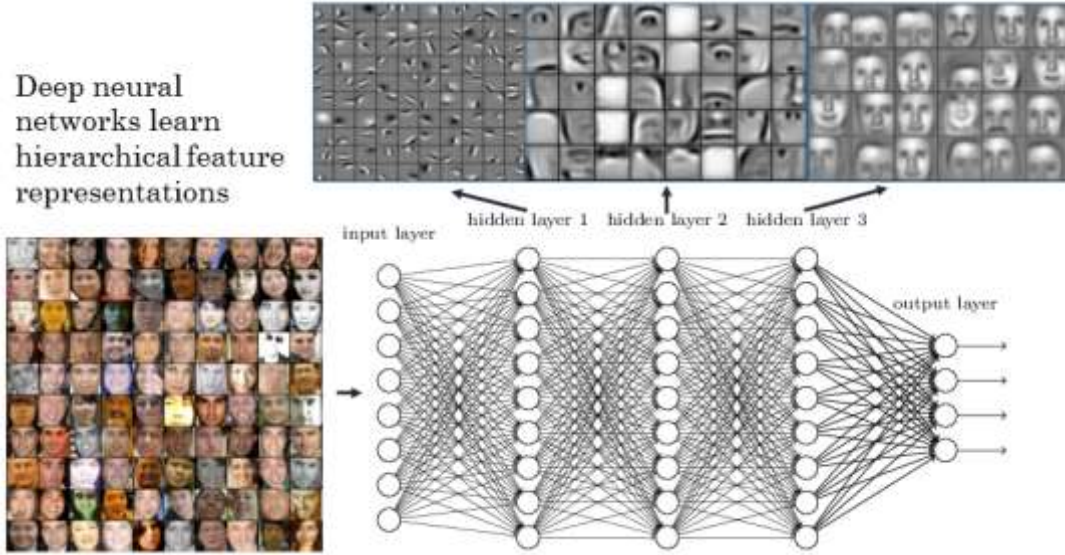 Deep neural
networks learn
hierarchical feature
representations
hidden layer 1
hidden layer 2
hidden layer 3
input layer
output layer